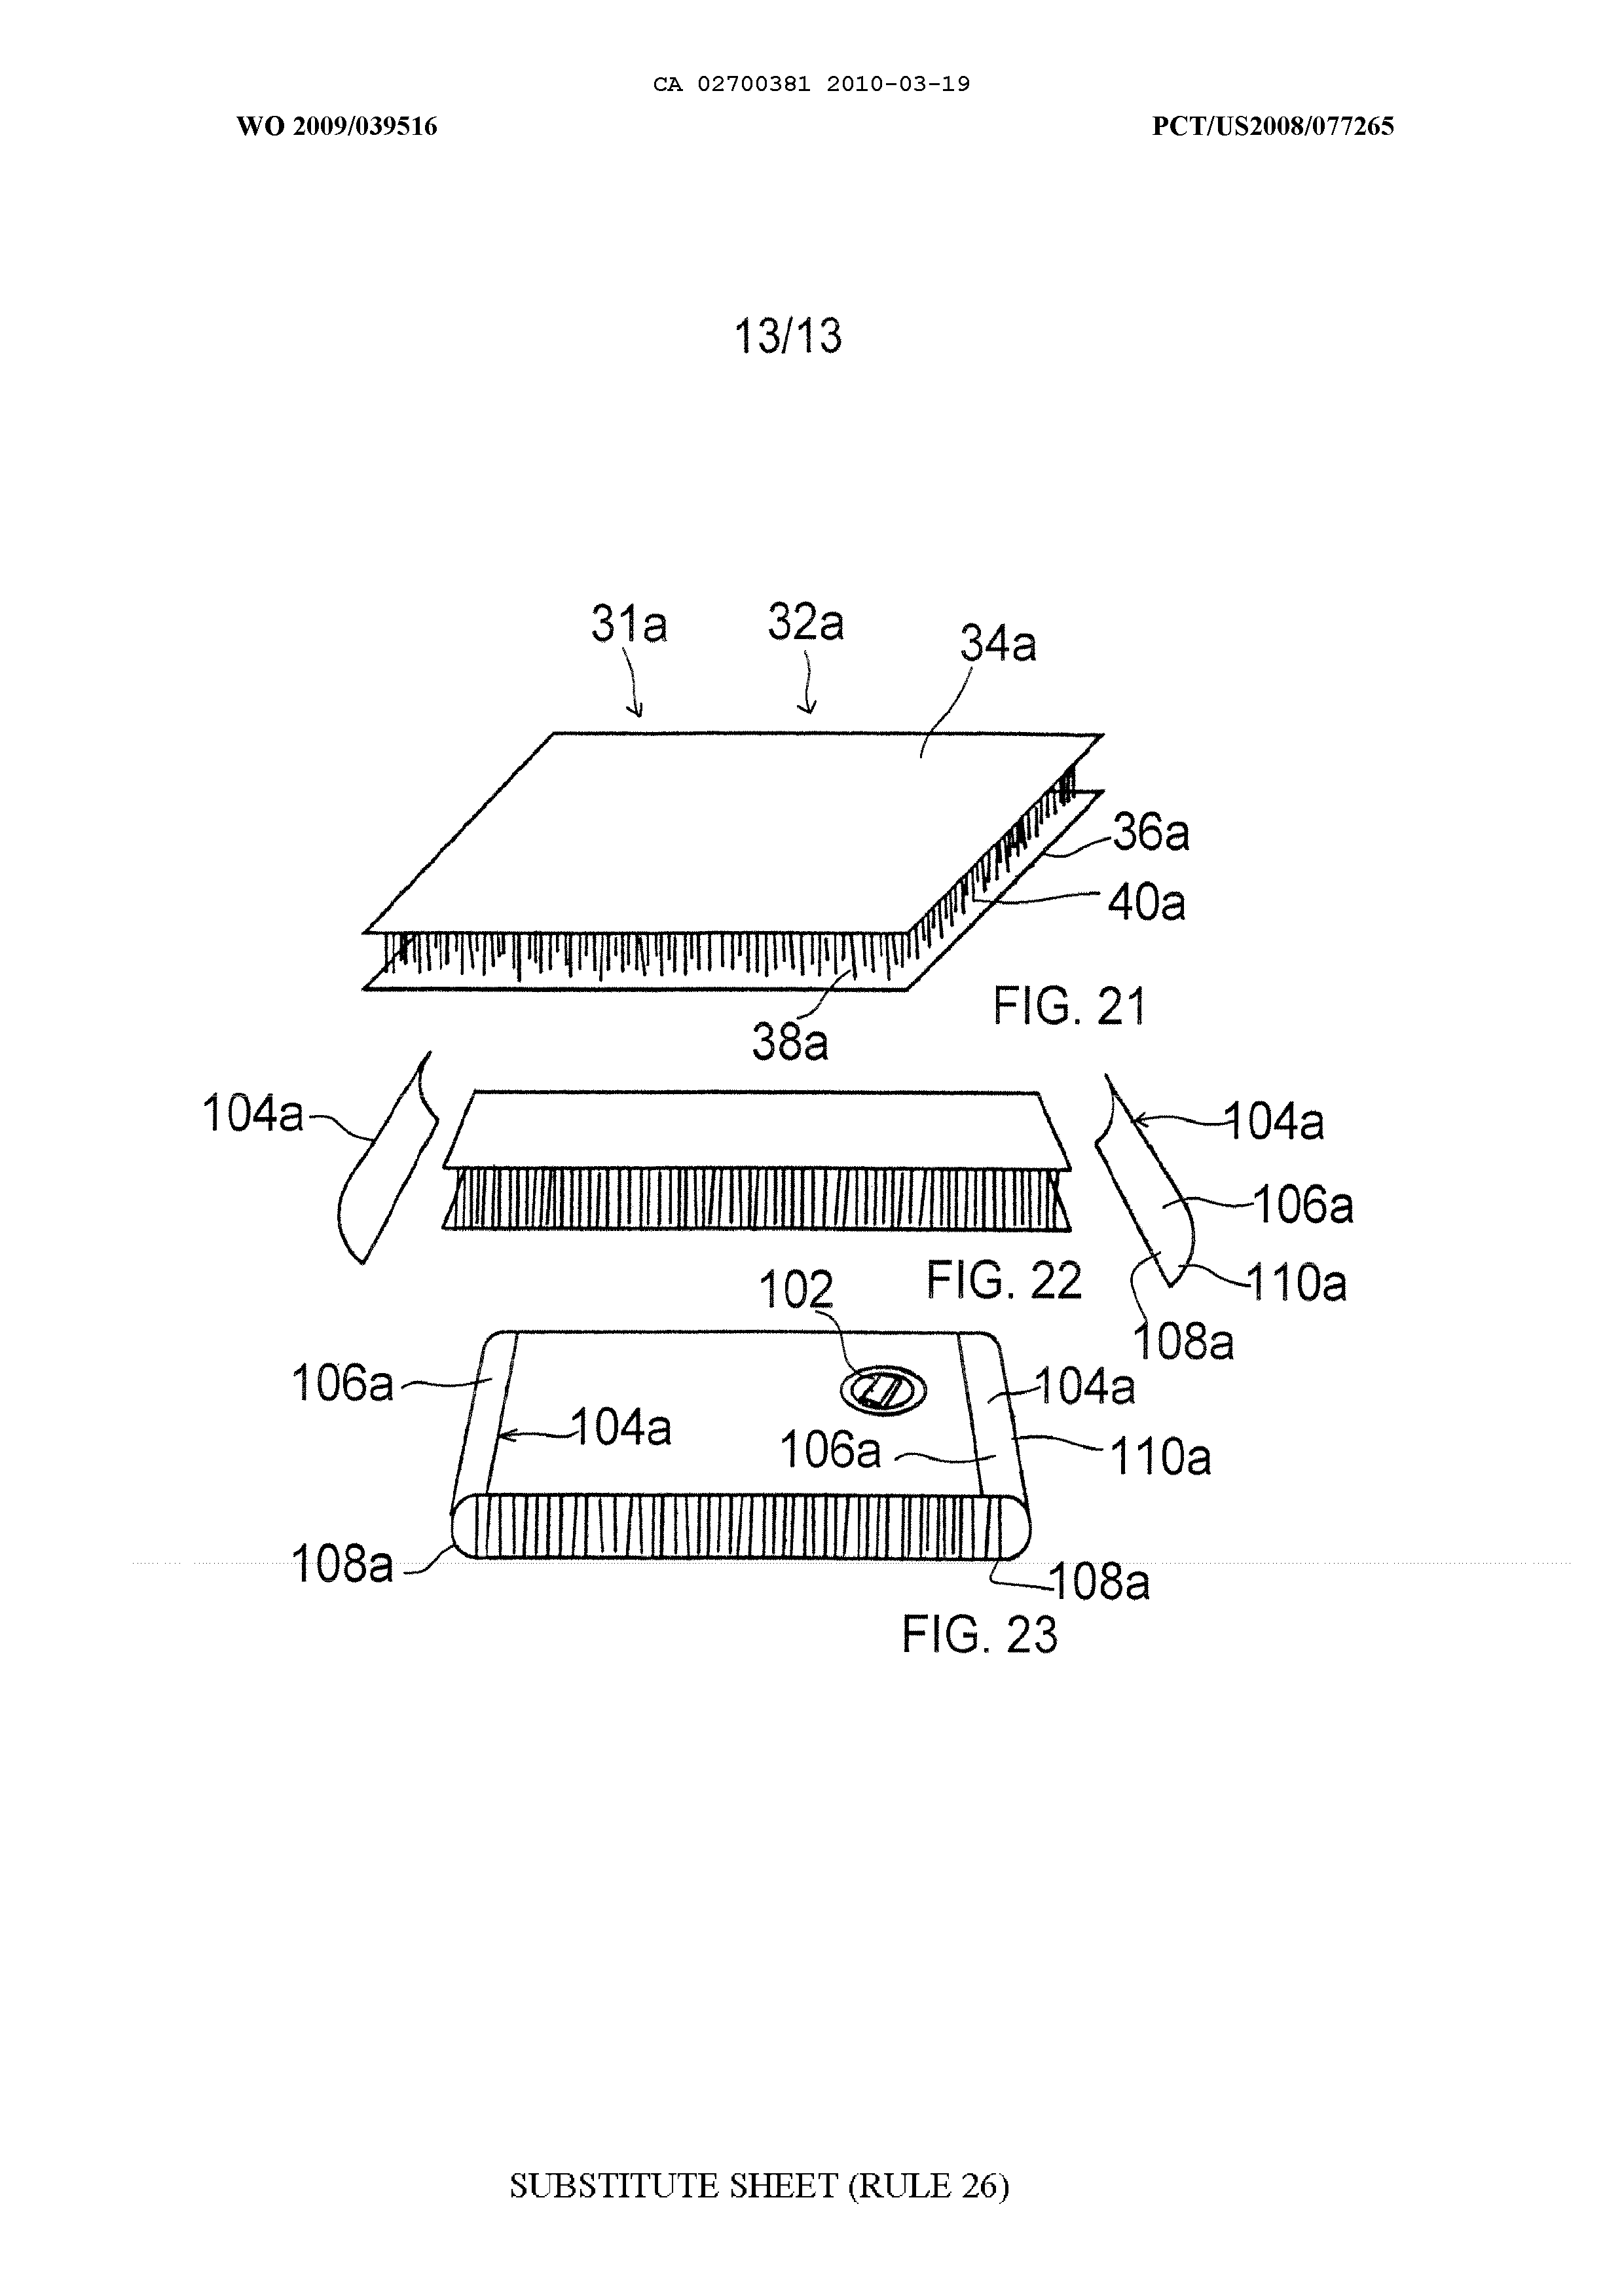 CA 02700381 2010-03-19
WO 2009/039516
PCT/US2008/077265
13/13
31a
32a
34a
36a
40a
38a
FIG. 21
104a
104a
106a
110a
108a
FIG. 22
102
106a
104a
104a
106a
110a
108a
108a
FIG. 23
SUBSTITUTE SHEET (RULE 26)